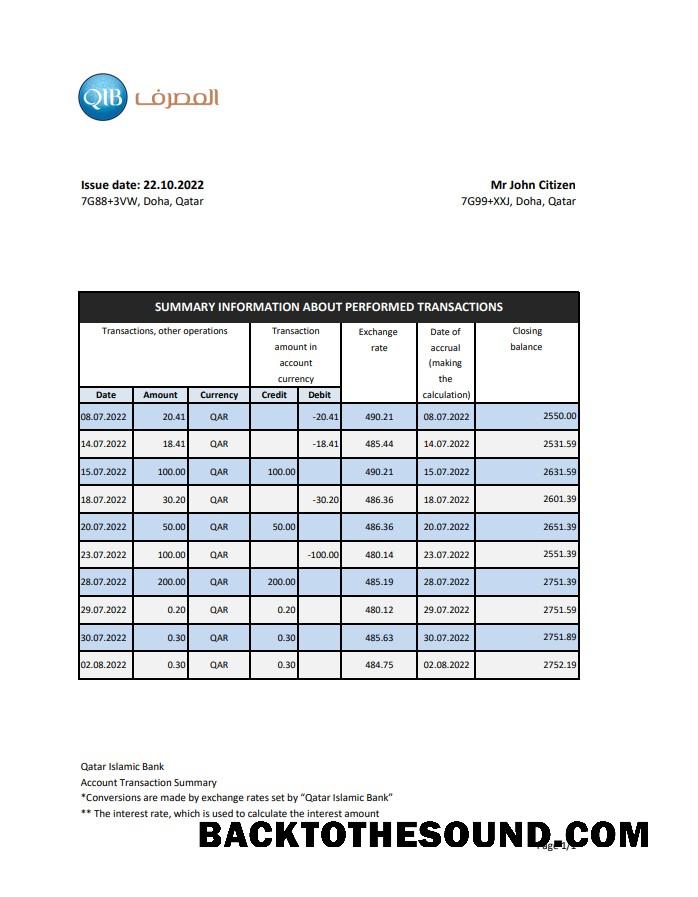 QIB المصرف
Issue date: 22.10.2022 Mr John Citizen
7G88+3VW, Doha, Qatar 7G99+XXJ, Doha, Qatar
SUMMARY INFORMATION ABOUT PERFORMED TRANSACTIONS
Transactions, other operations Transaction amount in account currency Exchange rate Date of accrual (making the calculation) Closing balance
Date Amount Currency Credit Debit
08.07.2022 20.41 QAR -20.41 490.21 08.07.2022 2550.00
14.07.2022 18.41 QAR -18.41 485.44 14.07.2022 2531.59
15.07.2022 100.00 QAR 100.00 490.21 15.07.2022 2631.59
18.07.2022 30.20 QAR -30.20 486.36 18.07.2022 2601.39
20.07.2022 50.00 QAR 50.00 486.36 20.07.2022 2651.39
23.07.2022 100.00 QAR -100.00 480.14 23.07.2022 2551.39
28.07.2022 200.00 QAR 200.00 485.19 28.07.2022 2751.39
29.07.2022 0.20 QAR 0.20 480.12 29.07.2022 2751.59
30.07.2022 0.30 QAR 0.30 485.63 30.07.2022 2751.89
02.08.2022 0.30 QAR 0.30 484.75 02.08.2022 2752.19
Qatar Islamic Bank
Account Transaction Summary
*Conversions are made by exchange rates set by “Qatar Islamic Bank”
** The interest rate, which is used to calculate the interest amount
BACKTOTHESOUND.COM
Page 1/1